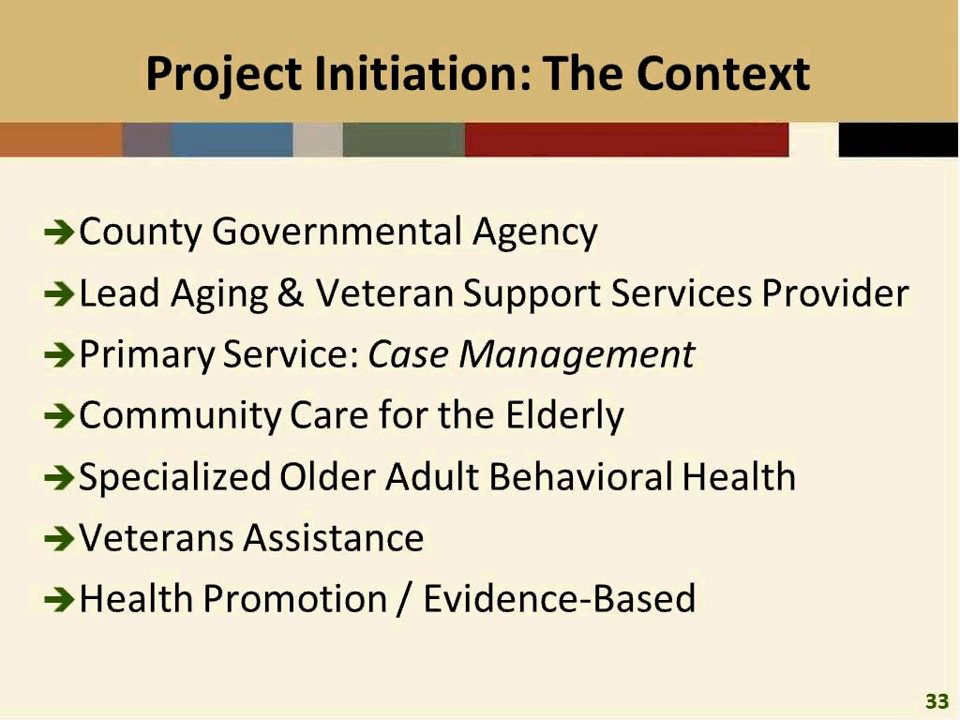 Project Initiation: The Context
County Governmental Agency
Lead Aging & Veteran Support Services Provider
Primary Service: Case Management
Community Care for the Elderly
Specialized Older Adult Behavioral Health
Veterans Assistance
Health Promotion / Evidence-Based
33